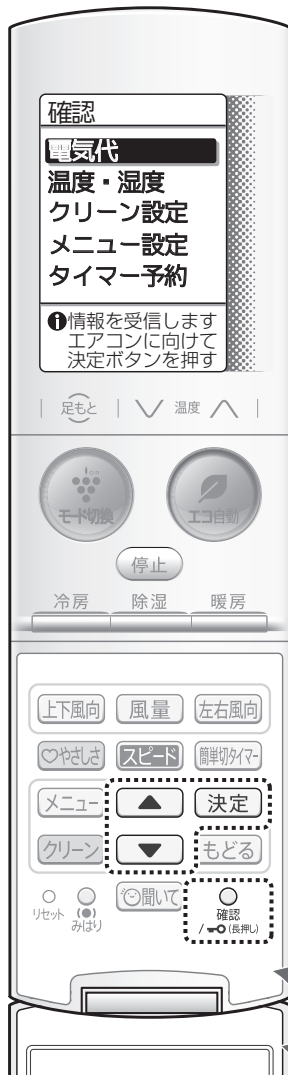 確認
電気代
温度・湿度
クリーン設定
メニュー設定
タイマー予約
❶情報を受信します
エアコンに向けて
決定ボタンを押す
足もと 温度
ion
モード切換 エコ自動
停止
冷房 除湿 暖房
上下風向 風量 左右風向
♡やさしさ スピード 簡単切タイマー
メニュー ▲ 決定
クリーン ▼ もどる
リセット みはり 聞いて 確認
/ (長押し)